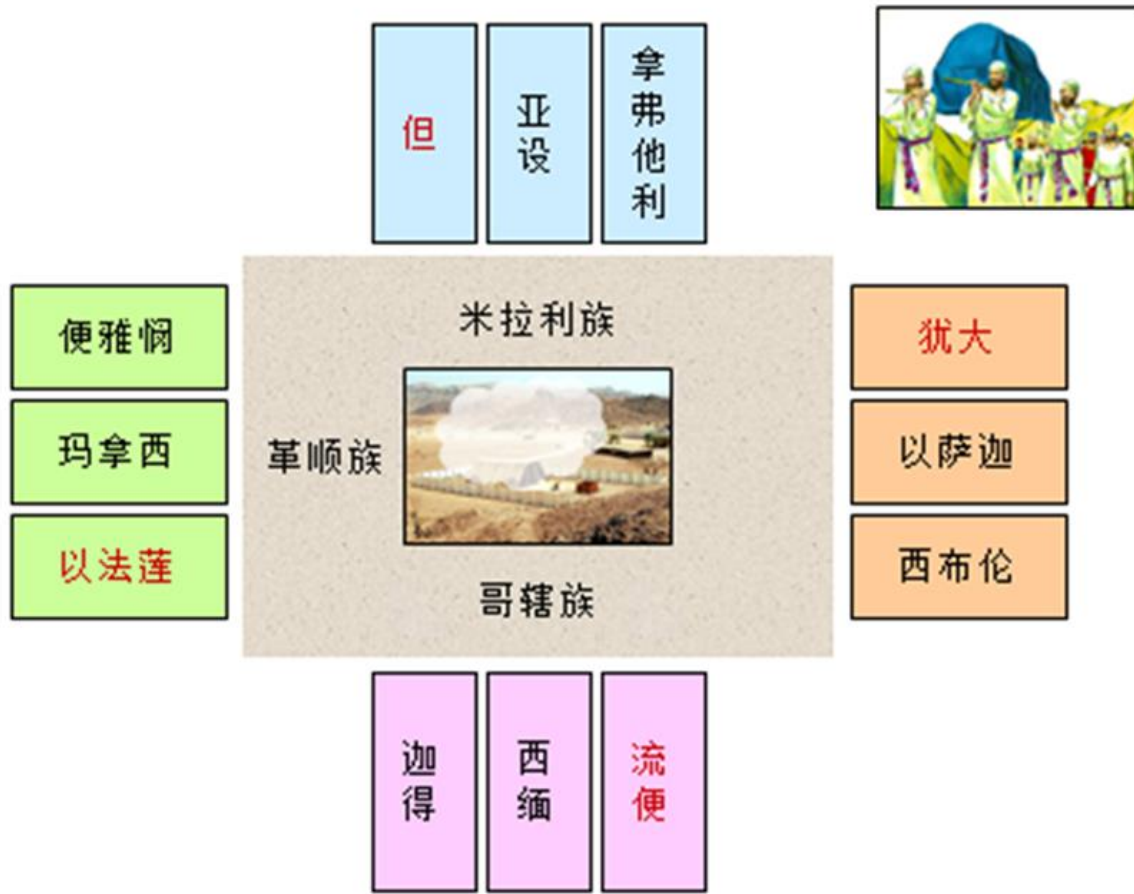 但
亚设
拿弗他利
便雅悯
玛拿西
以法莲
米拉利族
革顺族
哥辖族
犹大
以萨迦
西布伦
迦得
西缅
流便